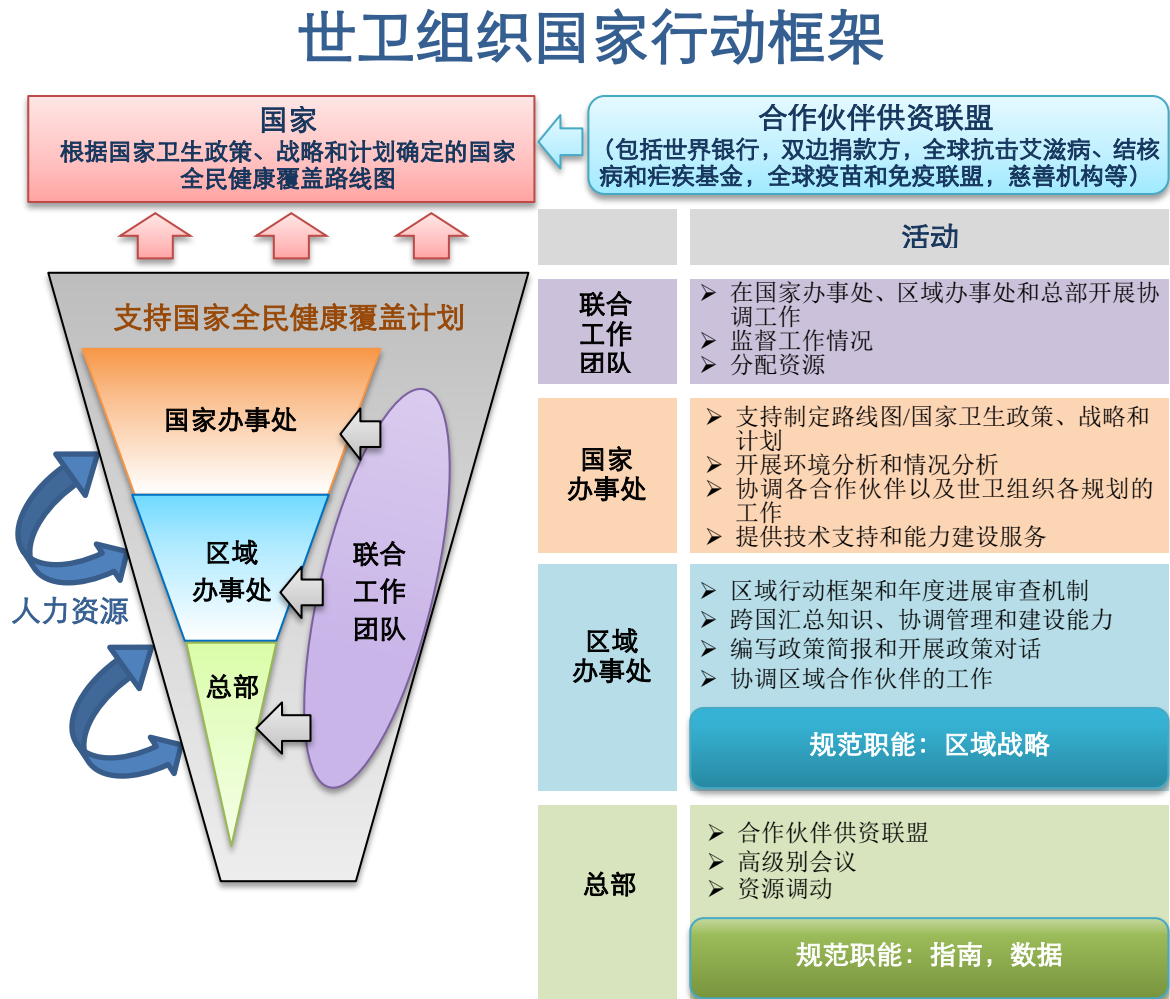 世卫组织国家行动框架
国家
根据国家卫生政策、战略和计划确定的国家
全民健康覆盖路线图
合作伙伴供资联盟
（包括世界银行，双边捐款方，全球抗击艾滋病、结核
病和疟疾基金，全球疫苗和免疫联盟，慈善机构等）
支持国家全民健康覆盖计划
国家办事处
区域
办事处
总部
联合
工作
团队
人力资源
活动
联合
工作
团队
➢ 在国家办事处、区域办事处和总部开展协
调工作
➢ 监督工作情况
➢ 分配资源
国家
办事处
➢ 支持制定路线图/国家卫生政策、战略和
计划
➢ 开展环境分析和情况分析
➢ 协调各合作伙伴以及世卫组织各规划的
工作
➢ 提供技术支持和能力建设服务
区域
办事处
➢ 区域行动框架和年度进展审查机制
➢ 跨国汇总知识、协调管理和建设能力
➢ 编写政策简报和开展政策对话
➢ 协调区域合作伙伴的工作
规范职能：区域战略
总部
➢ 合作伙伴供资联盟
➢ 高级别会议
➢ 资源调动
规范职能：指南，数据